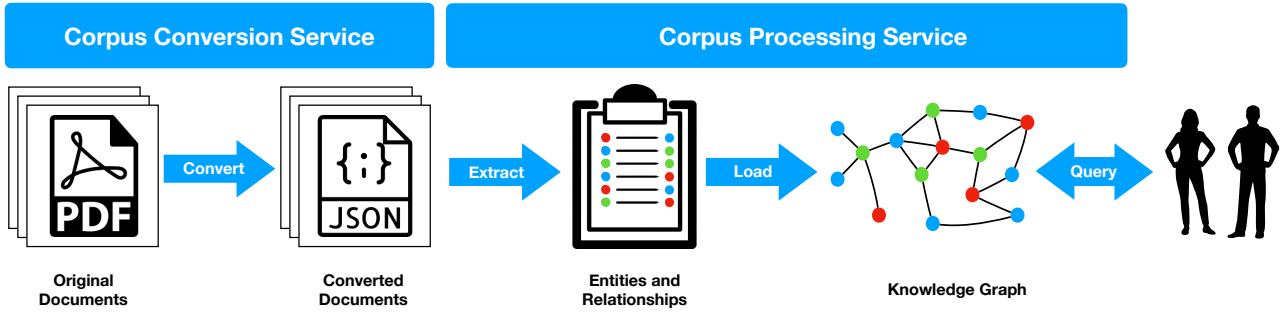 Corpus Conversion Service
Corpus Processing Service
PDF
Convert
{;}
JSON
Extract
Load
Query
Original
Documents
Converted
Documents
Entities and
Relationships
Knowledge Graph